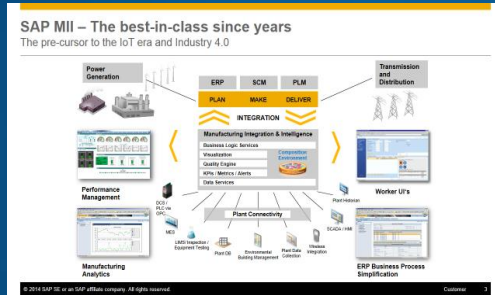 SAP MII – The best-in-class since years
The pre-cursor to the IoT era and Industry 4.0
Power
Generation
Transmission
and
Distribution
ERP
SCM
PLM
PLAN
MAKE
DELIVER
INTEGRATION
Manufacturing Integration & Intelligence
Business Logic Services
Visualization
Quality Engine
KPIs / Metrics / Alerts
Data Services
Composition
Environment
Performance
Management
Worker UI's
DCS /
PLC via
OPC...
MES
LIMS Inspection /
Equipment Testing
Plant Connectivity
Plant DB
Environmental
Building Management
Plant Data
Collection
Wireless
Integration
SCADA / HMI
Plant Historian
Manufacturing
Analytics
ERP Business Process
Simplification
© 2014 SAP SE or an SAP affiliate company. All rights reserved.
Customer
3